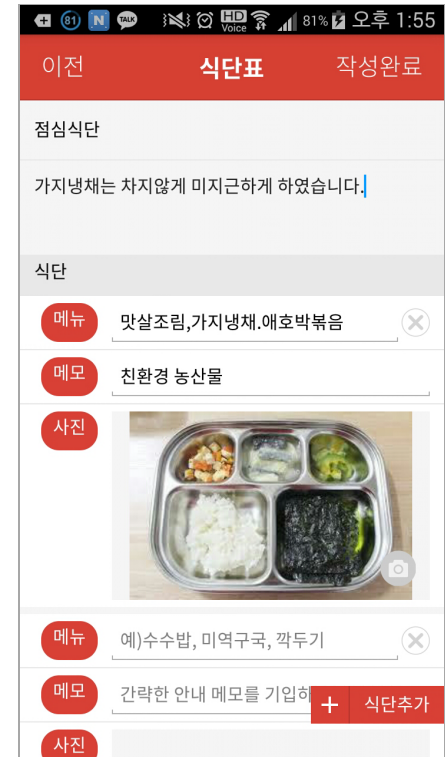 81 N TALK HD Voice 81% 오후 1:55
이전 식단표 작성완료
점심식단
가지냉채는 차지않게 미지근하게 하였습니다.
식단
메뉴 맛살조림,가지냉채.애호박볶음
메모 친환경 농산물
사진
메뉴 예)수수밥, 미역구국, 깍두기
메모 간략한 안내 메모를 기입하
+ 식단추가
사진